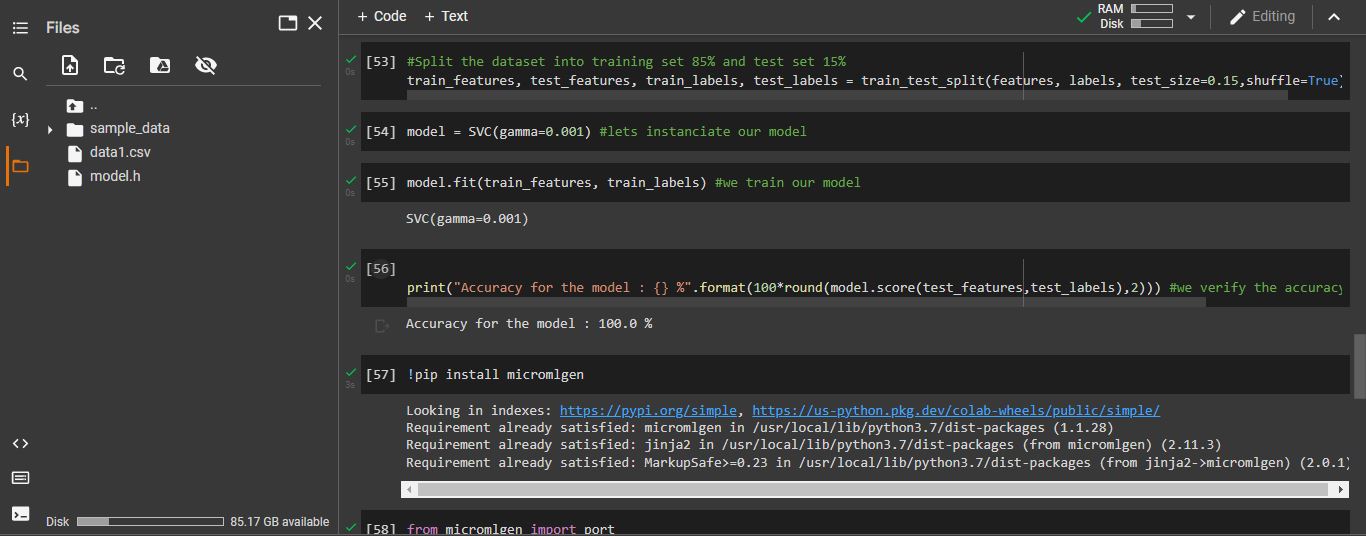 Files
+ Code + Text
RAM
Disk
Editing
{x}
..
sample_data
data1.csv
model.h
Disk 85.17 GB available
0s
[53] #Split the dataset into training set 85% and test set 15%
train_features, test_features, train_labels, test_labels = train_test_split(features, labels, test_size=0.15,shuffle=True)
0s
[54] model = SVC(gamma=0.001) #lets instanciate our model
0s
[55] model.fit(train_features, train_labels) #we train our model
SVC(gamma=0.001)
0s
[56]
print("Accuracy for the model : {} %".format(100*round(model.score(test_features,test_labels),2))) #we verify the accuracy
Accuracy for the model : 100.0 %
3s
[57] !pip install micromlgen
Looking in indexes: https://pypi.org/simple, https://us-python.pkg.dev/colab-wheels/public/simple/
Requirement already satisfied: micromlgen in /usr/local/lib/python3.7/dist-packages (1.1.28)
Requirement already satisfied: jinja2 in /usr/local/lib/python3.7/dist-packages (from micromlgen) (2.11.3)
Requirement already satisfied: MarkupSafe>=0.23 in /usr/local/lib/python3.7/dist-packages (from jinja2->micromlgen) (2.0.1)
[58] from micromlgen import port